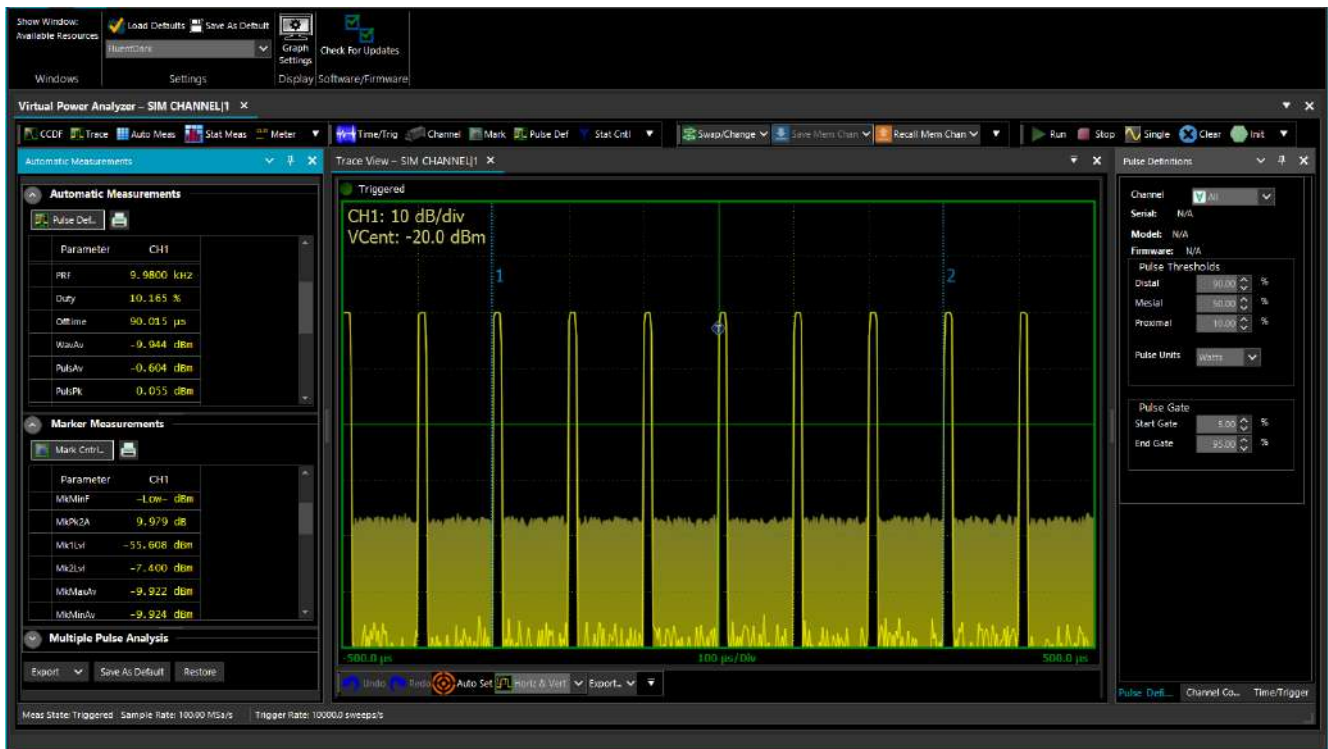 Show Window:
Available Resources
Load Defaults Save As Default
FluentDark
Graph
Settings
Check For Updates
Windows Settings Display Software/Firmware
Virtual Power Analyzer – SIM CHANNEL|1 ×
CCDF Trace Auto Meas Stat Meas Meter
Time/Trig Channel Mark Pulse Def Stat Cntl
Swap/Change Save Mem Chan Recall Mem Chan
Run Stop Single Clear Init
Automatic Measurements
Automatic Measurements
Pulse Def..
Parameter CH1
PRF 9.9800 kHz
Duty 10.165 %
Offtime 90.015 µs
WavAv -9.944 dBm
PulsAv -0.604 dBm
PulsPk 0.055 dBm
Marker Measurements
Mark Cntrl..
Parameter CH1
MkMinF -Low- dBm
MkPk2A 9.979 dB
Mk1Lvl -55.608 dBm
Mk2Lvl -7.400 dBm
MkMaxAv -9.922 dBm
MkMinAv -9.924 dBm
Multiple Pulse Analysis
Export Save As Default Restore
Trace View – SIM CHANNEL|1 ×
Triggered
CH1: 10 dB/div
VCent: -20.0 dBm
1
2
T
-500.0 µs 100 µs/Div 500.0 µs
Undo Redo Auto Set Horiz & Vert Export..
Pulse Definitions
Channel All
Serial: N/A
Model: N/A
Firmware: N/A
Pulse Thresholds
Distal 90.00 %
Mesial 50.00 %
Proximal 10.00 %
Pulse Units Watts
Pulse Gate
Start Gate 5.00 %
End Gate 95.00 %
Pulse Defi... Channel Co... Time/Trigger
Meas State: Triggered Sample Rate: 100.00 MSa/s Trigger Rate: 10000.0 sweeps/s